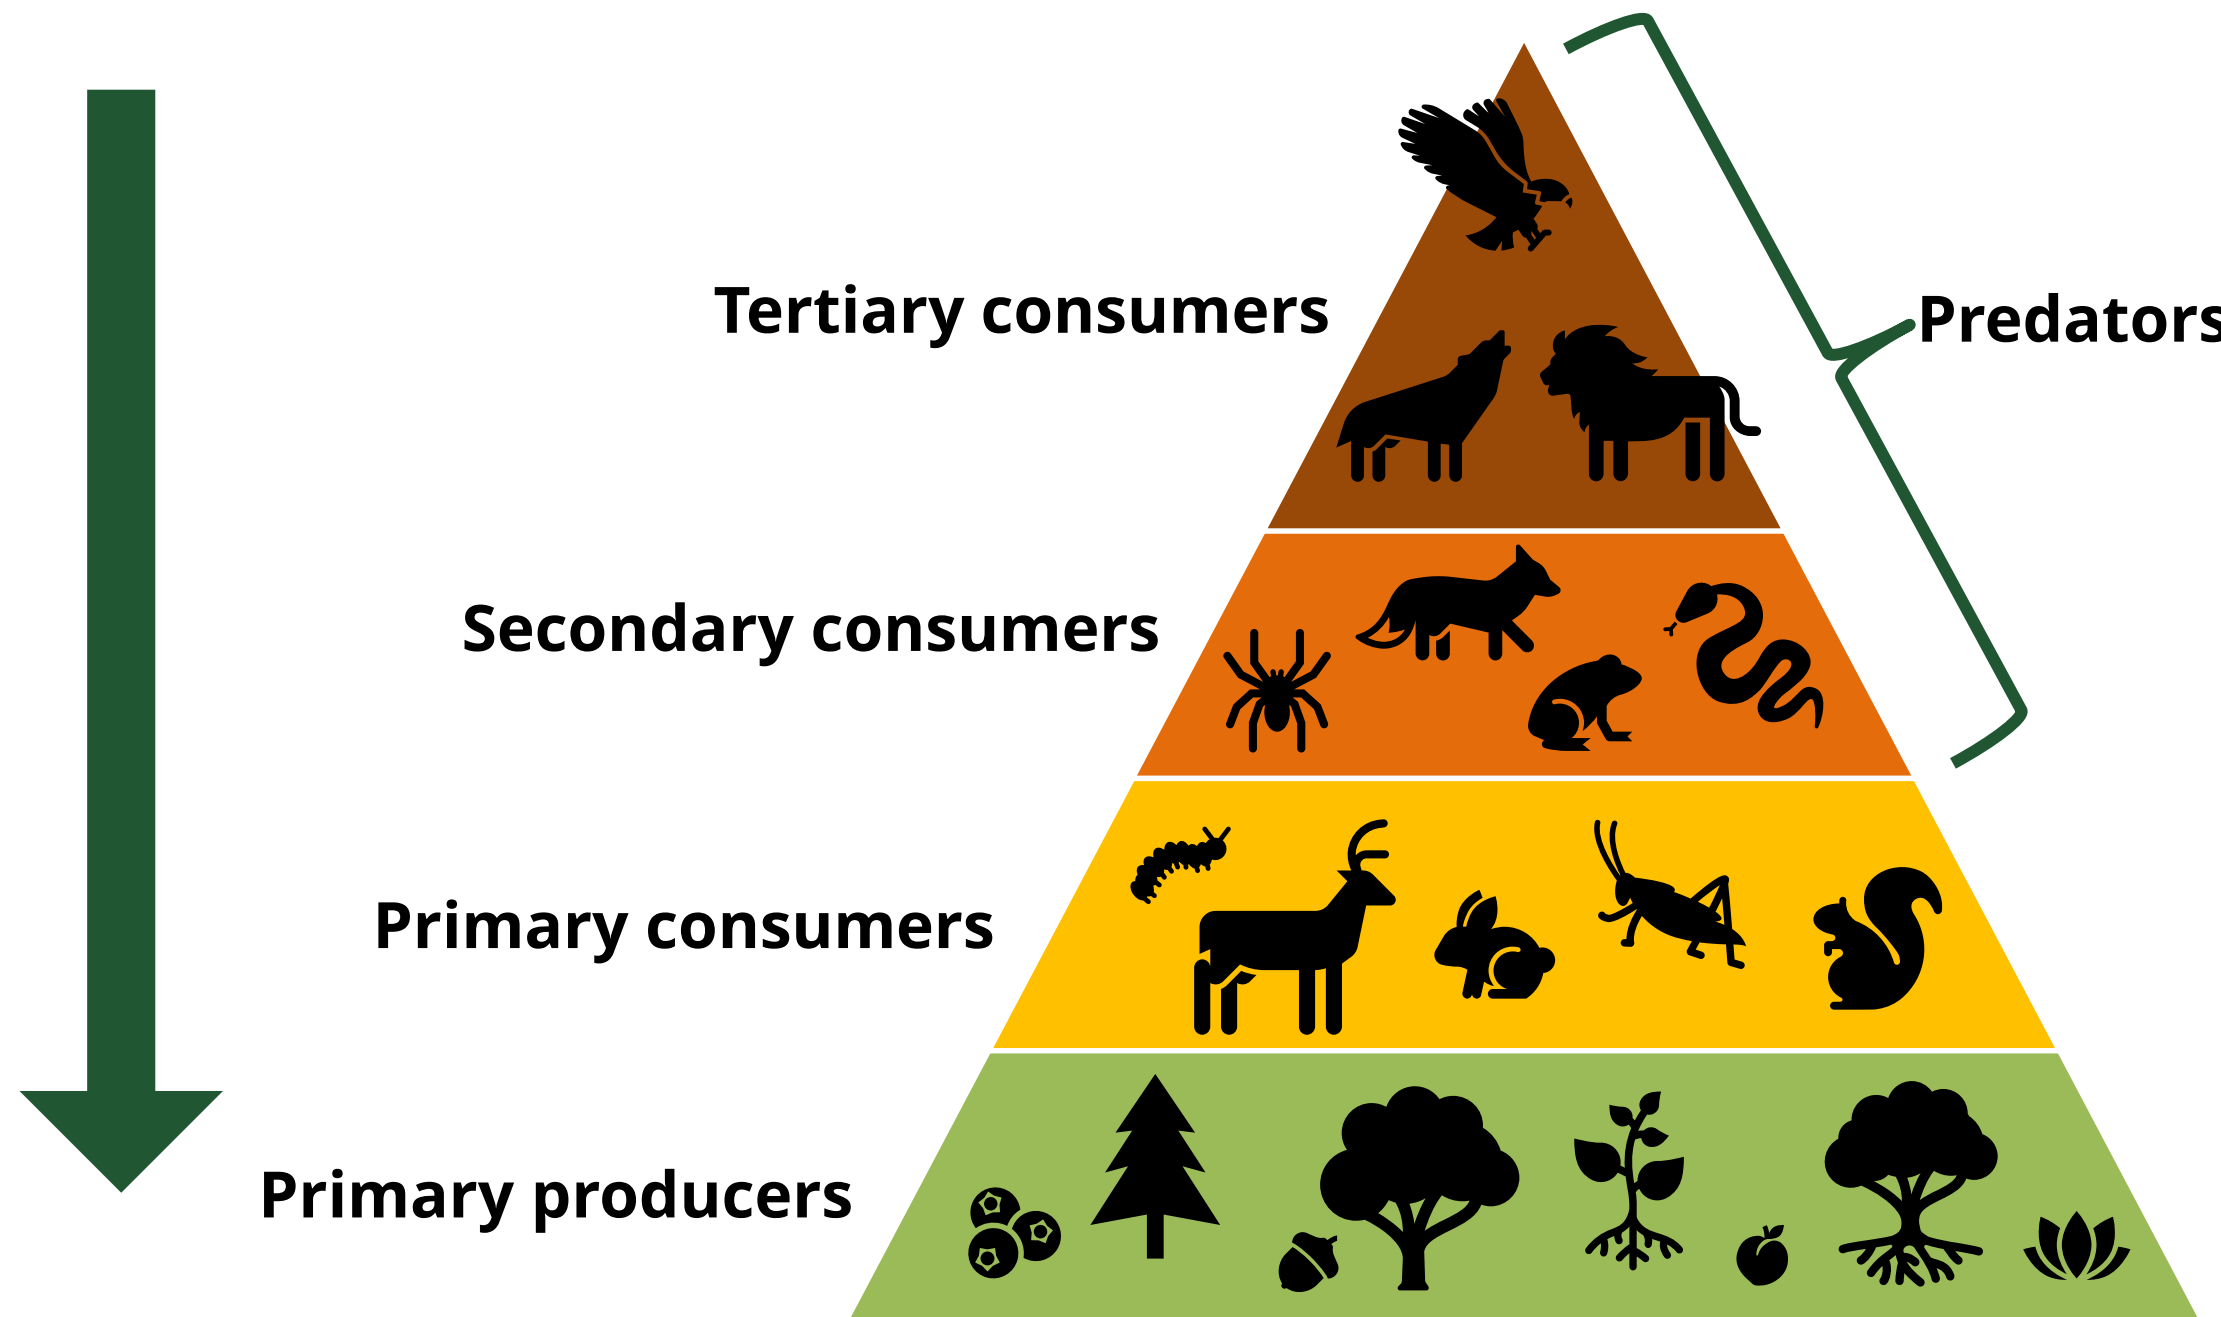 Tertiary consumers
Predators
Secondary consumers
Primary consumers
Primary producers